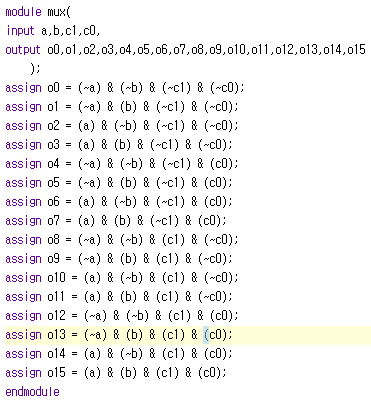 module mux(
input a,b,c1,c0,
output o0,o1,o2,o3,o4,o5,o6,o7,o8,o9,o10,o11,o12,o13,o14,o15
);
assign o0 = (~a) & (~b) & (~c1) & (~c0);
assign o1 = (~a) & (b) & (~c1) & (~c0);
assign o2 = (a) & (~b) & (~c1) & (~c0);
assign o3 = (a) & (b) & (~c1) & (~c0);
assign o4 = (~a) & (~b) & (~c1) & (c0);
assign o5 = (~a) & (b) & (~c1) & (c0);
assign o6 = (a) & (~b) & (~c1) & (c0);
assign o7 = (a) & (b) & (~c1) & (c0);
assign o8 = (~a) & (~b) & (c1) & (~c0);
assign o9 = (~a) & (b) & (c1) & (~c0);
assign o10 = (a) & (~b) & (c1) & (~c0);
assign o11 = (a) & (b) & (c1) & (~c0);
assign o12 = (~a) & (~b) & (c1) & (c0);
assign o13 = (~a) & (b) & (c1) & (c0);
assign o14 = (a) & (~b) & (c1) & (c0);
assign o15 = (a) & (b) & (c1) & (c0);
endmodule